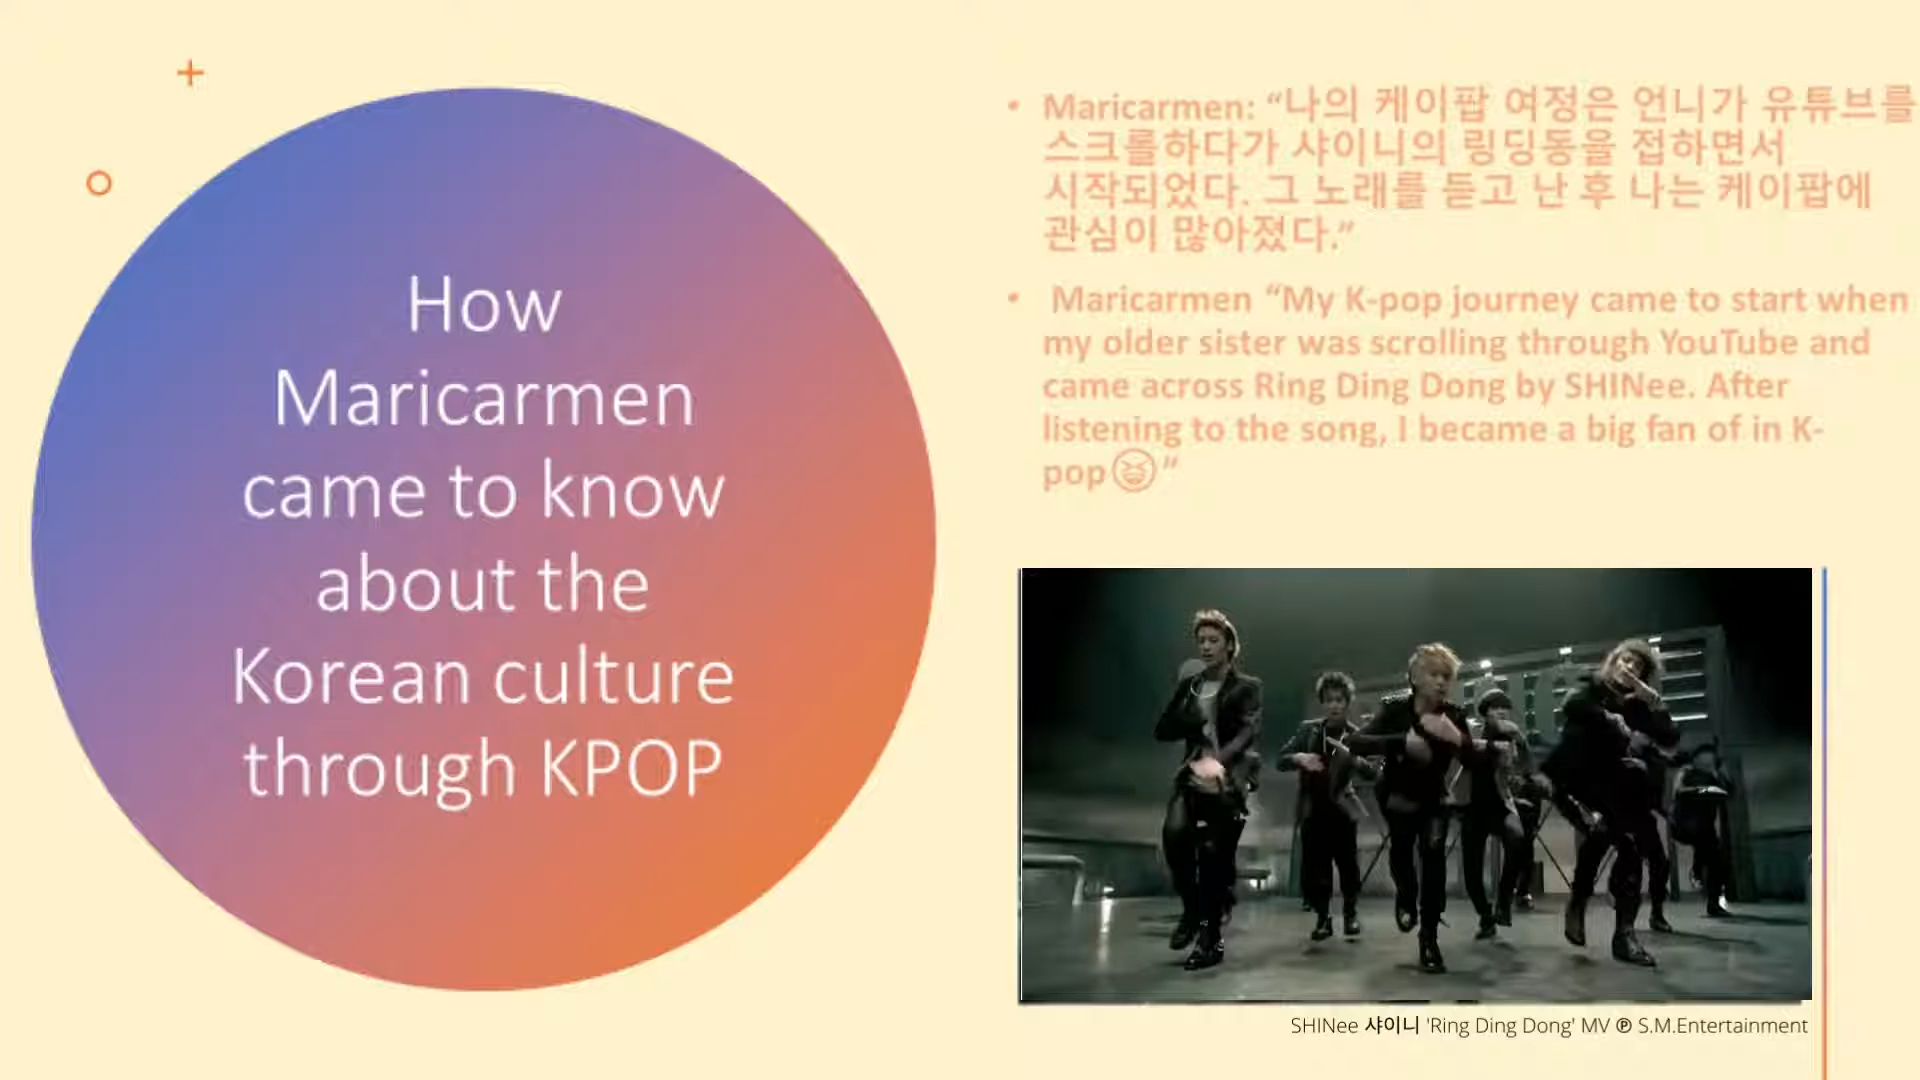 How
Maricarmen
came to know
about the
Korean culture
through KPOP
• Maricarmen: “나의 케이팝 여정은 언니가 유튜브를
스크롤하다가 샤이니의 링딩동을 접하면서
시작되었다. 그 노래를 듣고 난 후 나는 케이팝에
관심이 많아졌다.”
• Maricarmen “My K-pop journey came to start when
my older sister was scrolling through YouTube and
came across Ring Ding Dong by SHINee. After
listening to the song, I became a big fan of in K-
pop😆”
SHINee 샤이니 'Ring Ding Dong' MV ℗ S.M.Entertainment